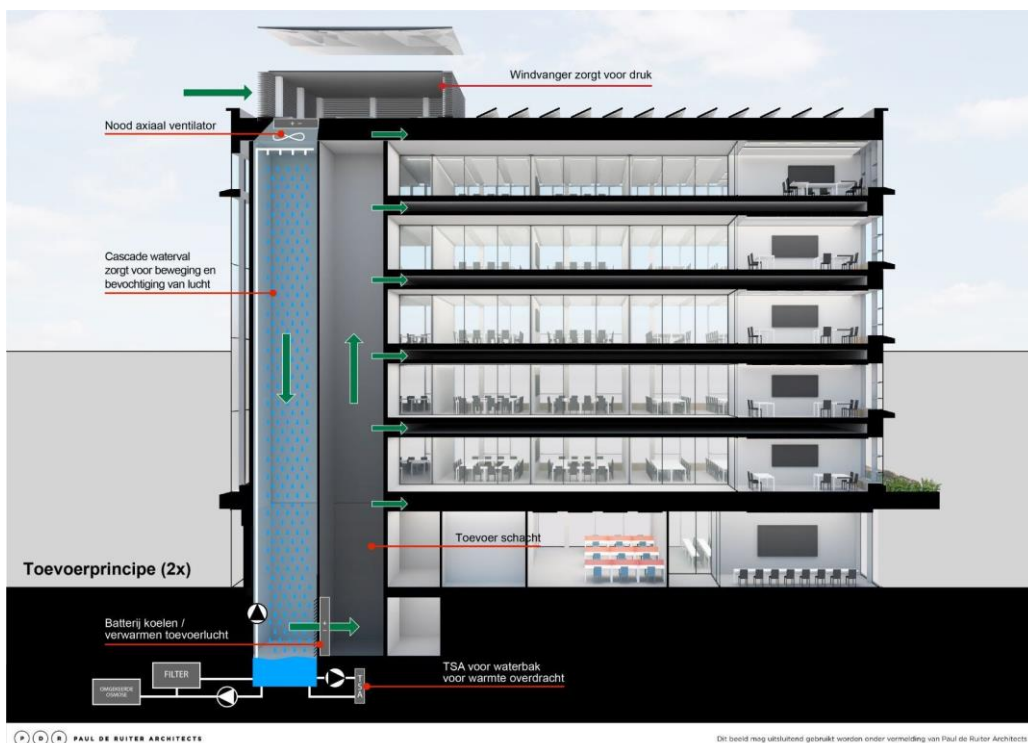 Windvanger zorgt voor druk
Nood axiaal ventilator
Cascade waterval
zorgt voor beweging en
bevochtiging van lucht
Toevoer schacht
Toevoerprincipe (2x)
Batterij koelen /
verwarmen toevoerlucht
TSA voor waterbak
voor warmte overdracht
FILTER
OMGEKEERDE
OSMOSE
TSA
P D R PAUL DE RUITER ARCHITECTS
Dit beeld mag uitsluitend gebruikt worden onder vermelding van Paul de Ruiter Architects